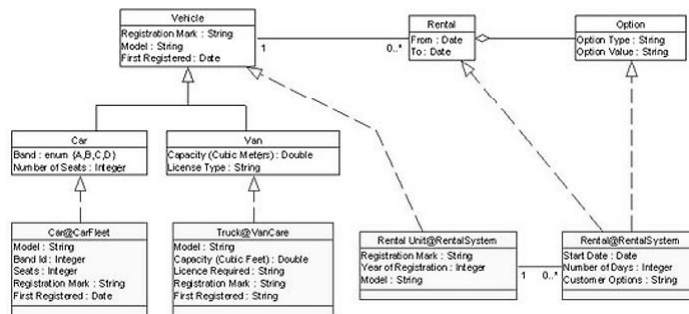 Vehicle
Registration Mark : String
Model : String
First Registered : Date
1
0..*
Rental
From : Date
To : Date
Option
Option Type : String
Option Value : String
Car
Band : enum {A,B,C,D}
Number of Seats : Integer
Van
Capacity (Cubic Meters) : Double
License Type : String
Car@CarFleet
Model : String
Band Id : Integer
Seats : Integer
Registration Mark : String
First Registered : Date
Truck@VanCare
Model : String
Capacity (Cubic Feet) : Double
Licence Required : String
Registration Mark : String
First Registered : String
Rental Unit@RentalSystem
Registration Mark : String
Year of Registration : Integer
Model : String
1
0..*
Rental@RentalSystem
Start Date : Date
Number of Days : Integer
Customer Options : String